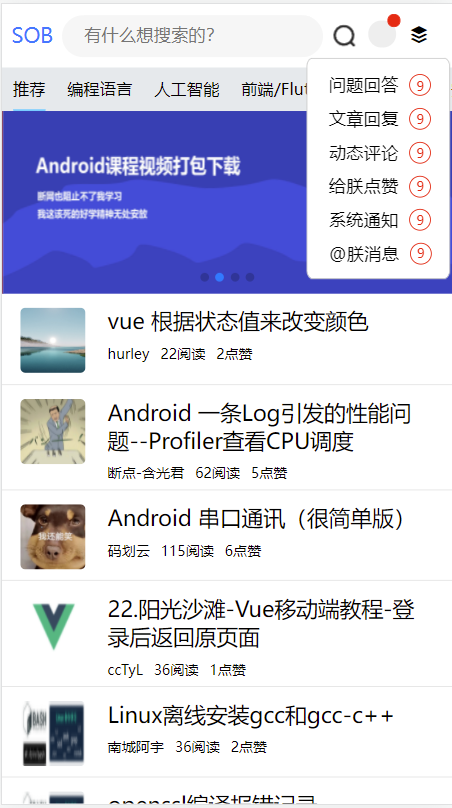 SOB 有什么想搜索的?
推荐 编程语言 人工智能 前端/Flut
问题回答 9
文章回复 9
动态评论 9
给朕点赞 9
系统通知 9
@朕消息 9
Android课程视频打包下载
断网也阻止不了我学习
我这该死的好学精神无处安放
vue 根据状态值来改变颜色
hurley 22阅读 2点赞
Android 一条Log引发的性能问
题--Profiler查看CPU调度
断点-含光君 62阅读 5点赞
我还能笑
Android 串口通讯（很简单版）
码划云 115阅读 6点赞
22.阳光沙滩-Vue移动端教程-登
录后返回原页面
ccTyL 36阅读 1点赞
BASH
Linux离线安装gcc和gcc-c++
南城阿宇 36阅读 2点赞
openssl编译报错记录